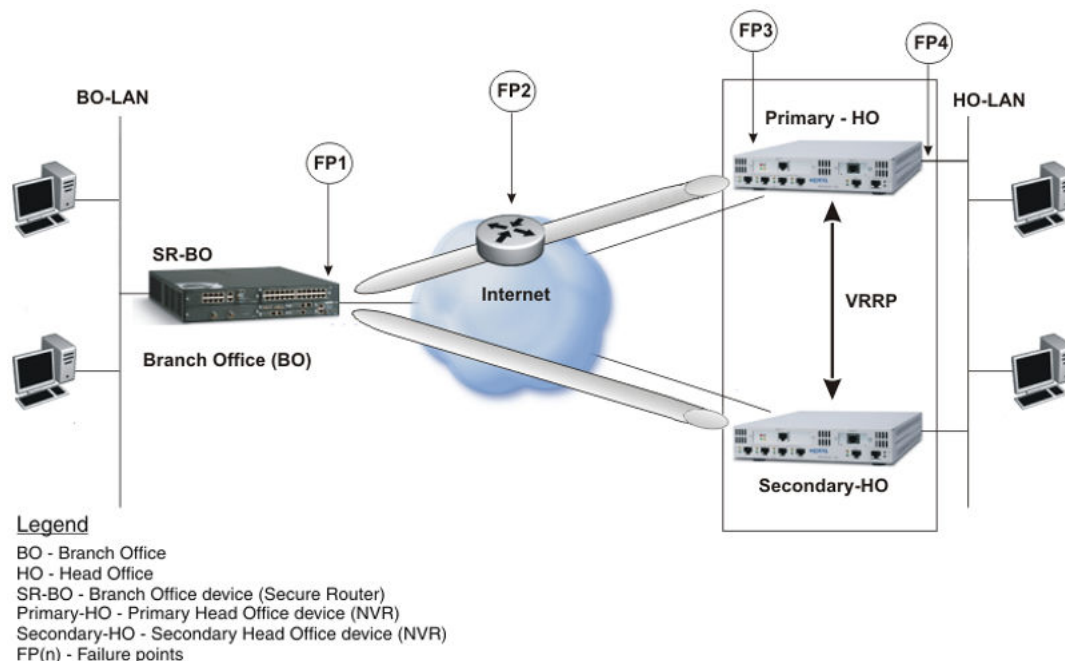 FP3
FP4
BO-LAN
FP2
HO-LAN
Primary - HO
FP1
SR-BO
Internet
VRRP
Branch Office (BO)
Secondary-HO
Legend
BO - Branch Office
HO - Head Office
SR-BO - Branch Office device (Secure Router)
Primary-HO - Primary Head Office device (NVR)
Secondary-HO - Secondary Head Office device (NVR)
FP(n) - Failure points